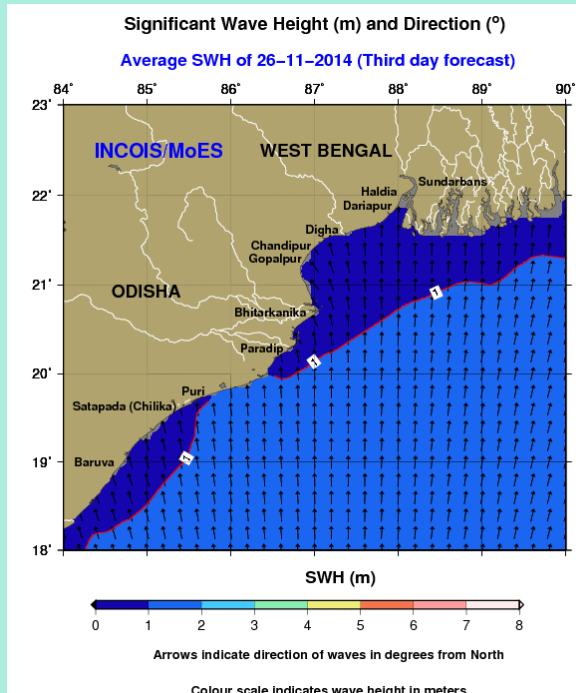 Significant Wave Height (m) and Direction (°)
Average SWH of 26-11-2014 (Third day forecast)
84˚ 85˚ 86˚ 87˚ 88˚ 89˚ 90˚
23˚
INCOIS/MoES WEST BENGAL
Sundarbans
22˚
Haldia
Dariapur
Digha
Chandipur
Gopalpur
21˚
ODISHA
1
Bhitarkanika
Paradip
1
20˚
Puri
Satapada (Chilika)
1
19˚
Baruva
18˚
SWH (m)
0 1 2 3 4 5 6 7 8
Arrows indicate direction of waves in degrees from North
Colour scale indicates wave height in meters